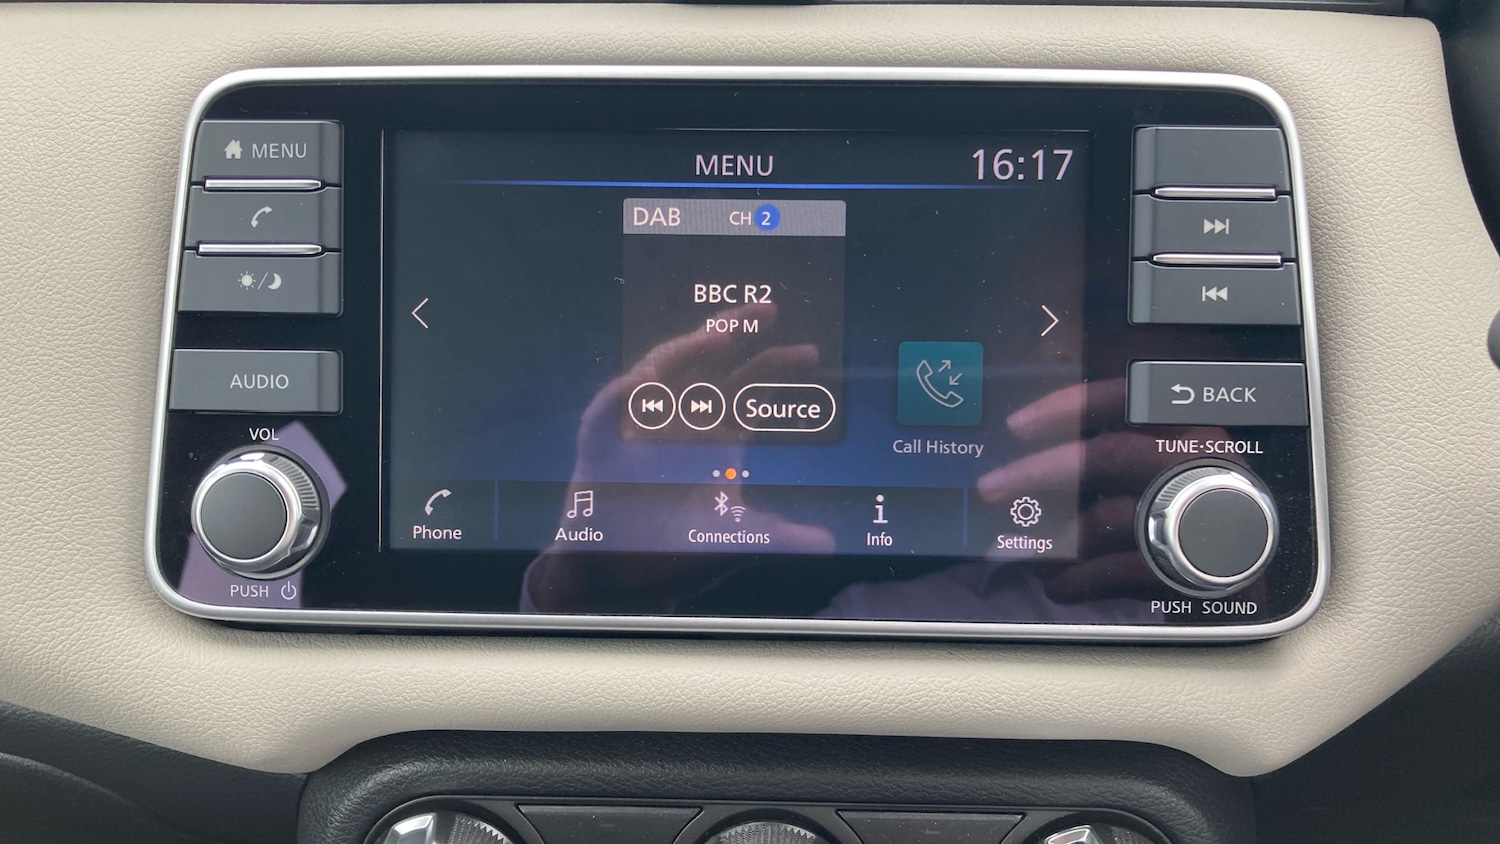 MENU
AUDIO
VOL
PUSH
MENU 16:17
DAB CH 2
BBC R2
POP M
Source
Call History
Phone Audio Connections Info Settings
BACK
TUNE·SCROLL
PUSH SOUND